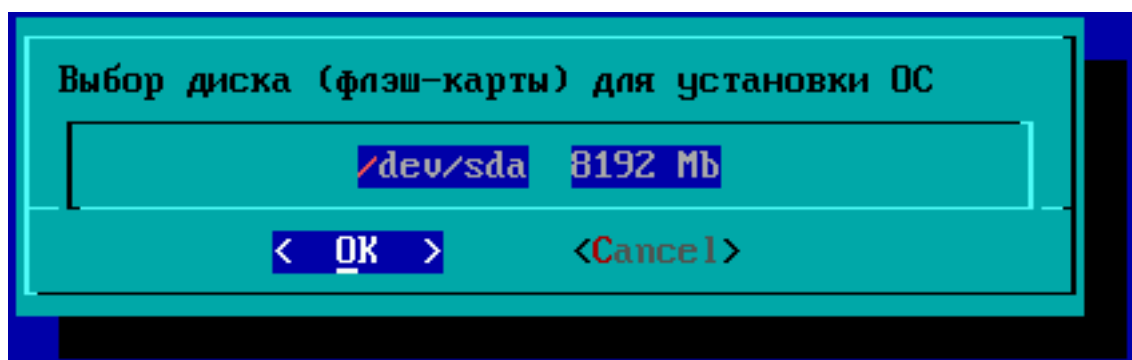 Выбор диска (флэш-карты) для установки ОС
/dev/sda 8192 Mb
< OK > <Cancel>